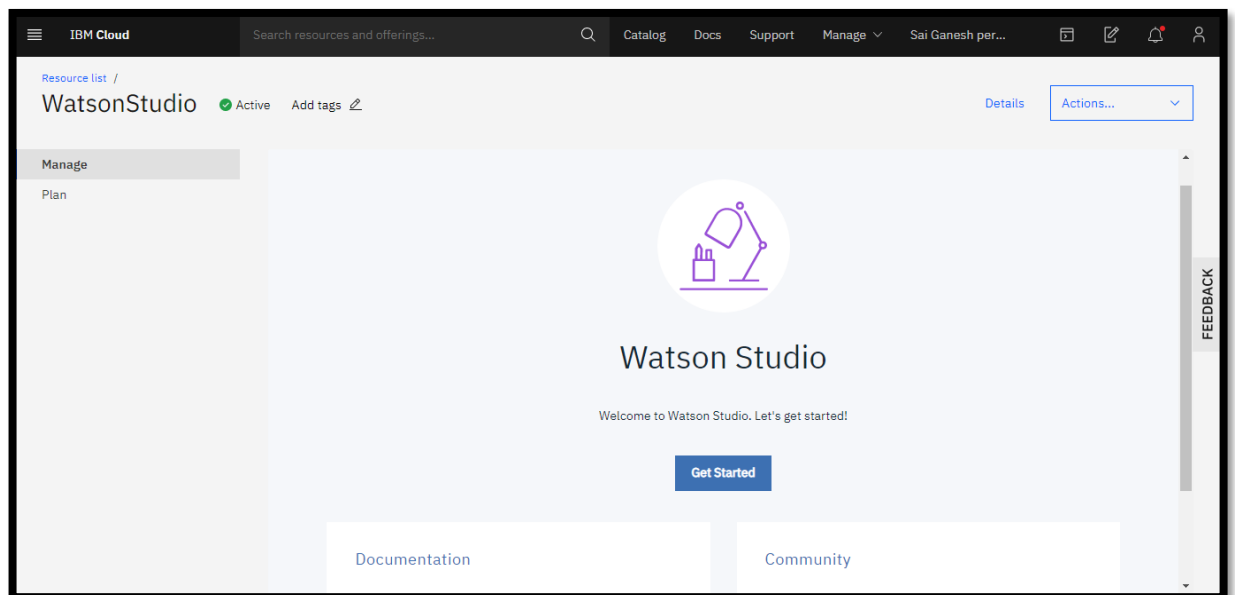 IBM Cloud Search resources and offerings... Catalog Docs Support Manage Sai Ganesh per...
Resource list /
WatsonStudio Active Add tags Details Actions...
Manage
Plan
Watson Studio
Welcome to Watson Studio. Let's get started!
Get Started
Documentation Community
FEEDBACK